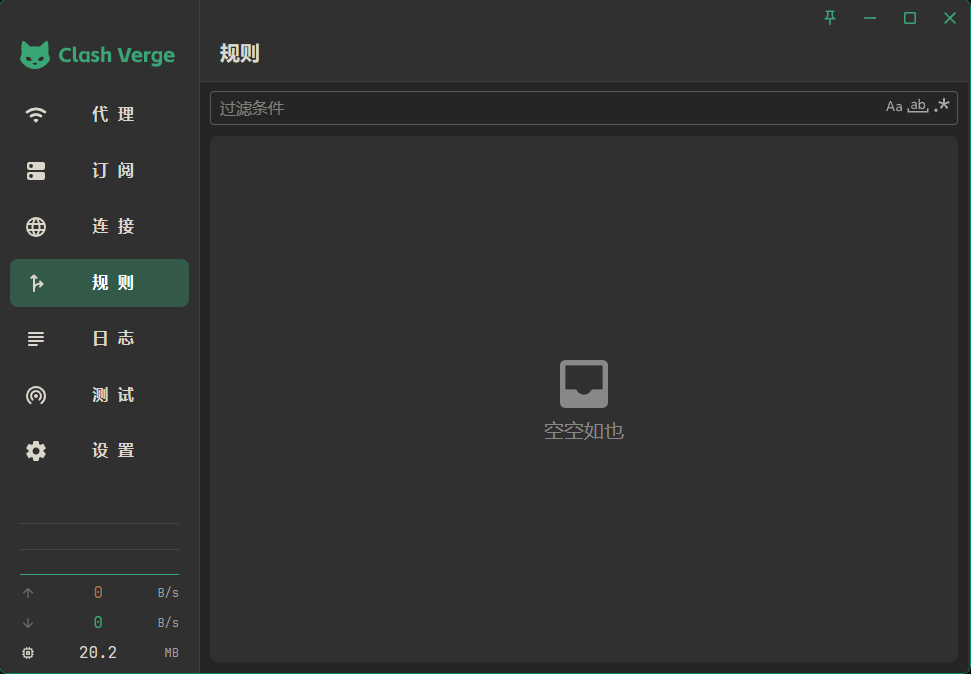 Clash Verge
代理
订阅
连接
规则
日志
测试
设置
0 B/s
0 B/s
20.2 MB
规则
过滤条件 Aa ab .*
空空如也